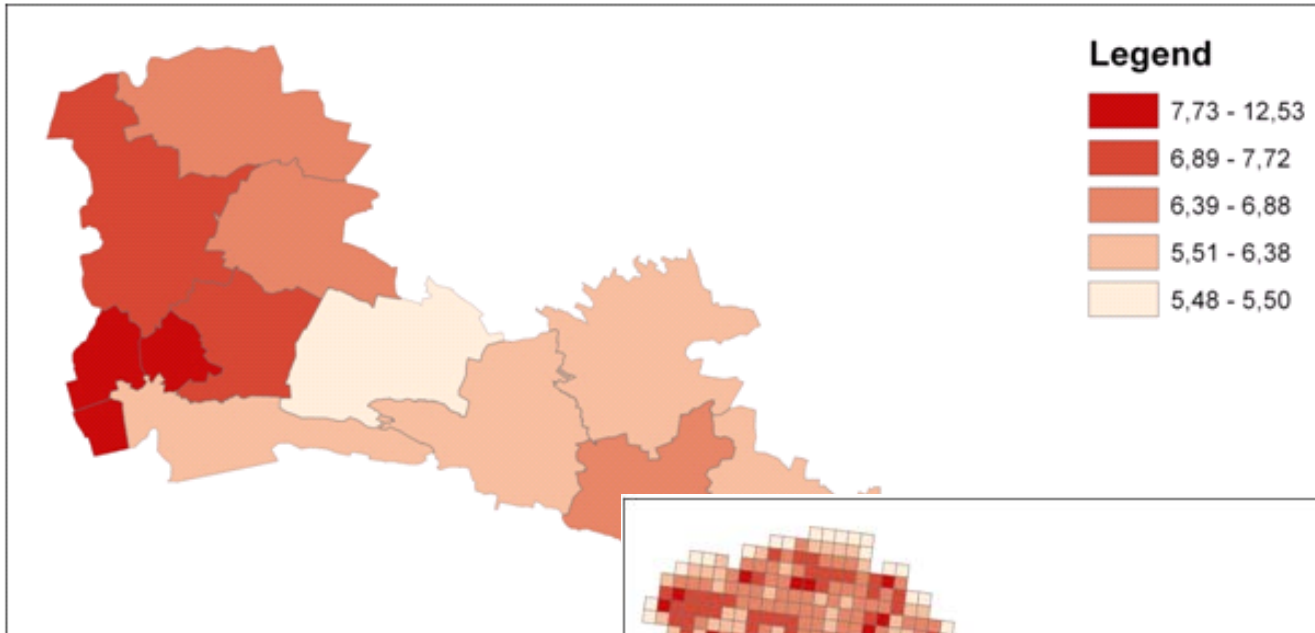 Legend
7,73 - 12,53
6,89 - 7,72
6,39 - 6,88
5,51 - 6,38
5,48 - 5,50